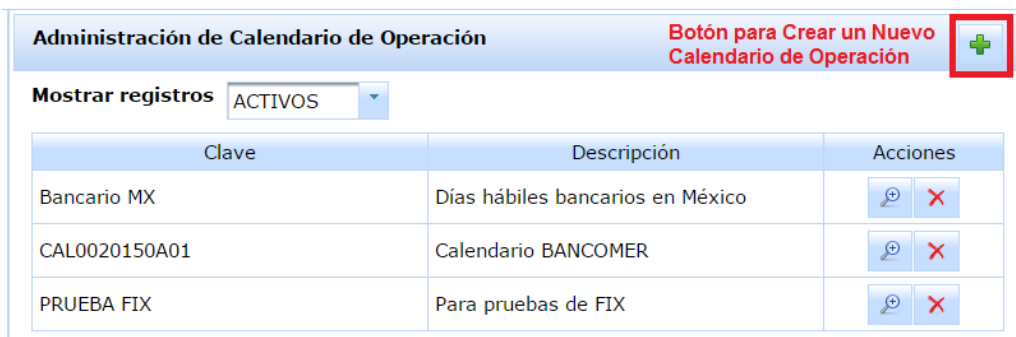 Administración de Calendario de Operación
Botón para Crear un Nuevo
Calendario de Operación
Mostrar registros ACTIVOS
Clave Descripción Acciones
Bancario MX Días hábiles bancarios en México
CAL0020150A01 Calendario BANCOMER
PRUEBA FIX Para pruebas de FIX